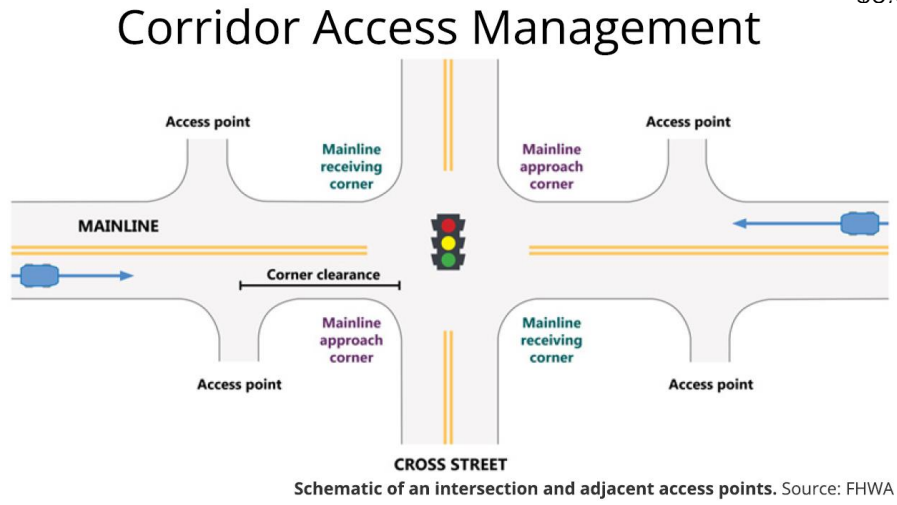 Corridor Access Management
Access point
Access point
Mainline
receiving
corner
Mainline
approach
corner
MAINLINE
Corner clearance
Mainline
approach
corner
Mainline
receiving
corner
Access point
Access point
CROSS STREET
Schematic of an intersection and adjacent access points. Source: FHWA